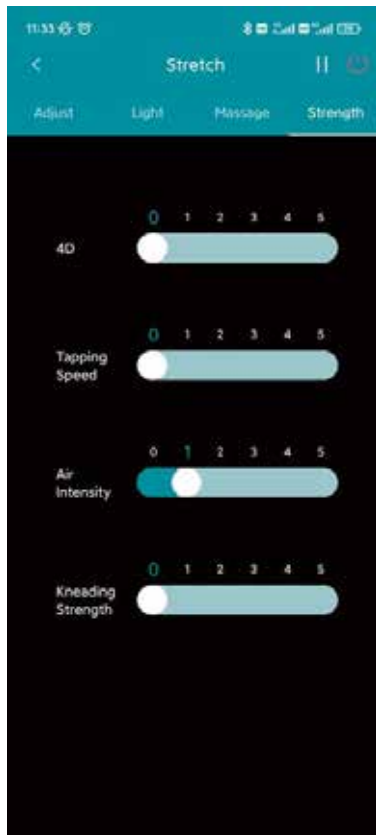 11:33
Stretch
Adjust Light Massage Strength
0 1 2 3 4 5
4D
0 1 2 3 4 5
Tapping
Speed
0 1 2 3 4 5
Air
Intensity
0 1 2 3 4 5
Kneading
Strength